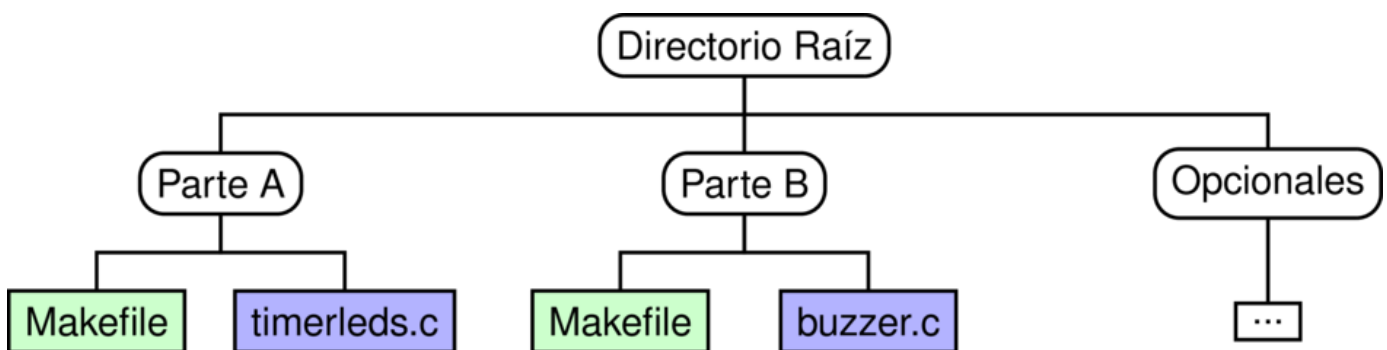 Directorio Raíz
Parte A
Parte B
Opcionales
Makefile
timerleds.c
Makefile
buzzer.c
...